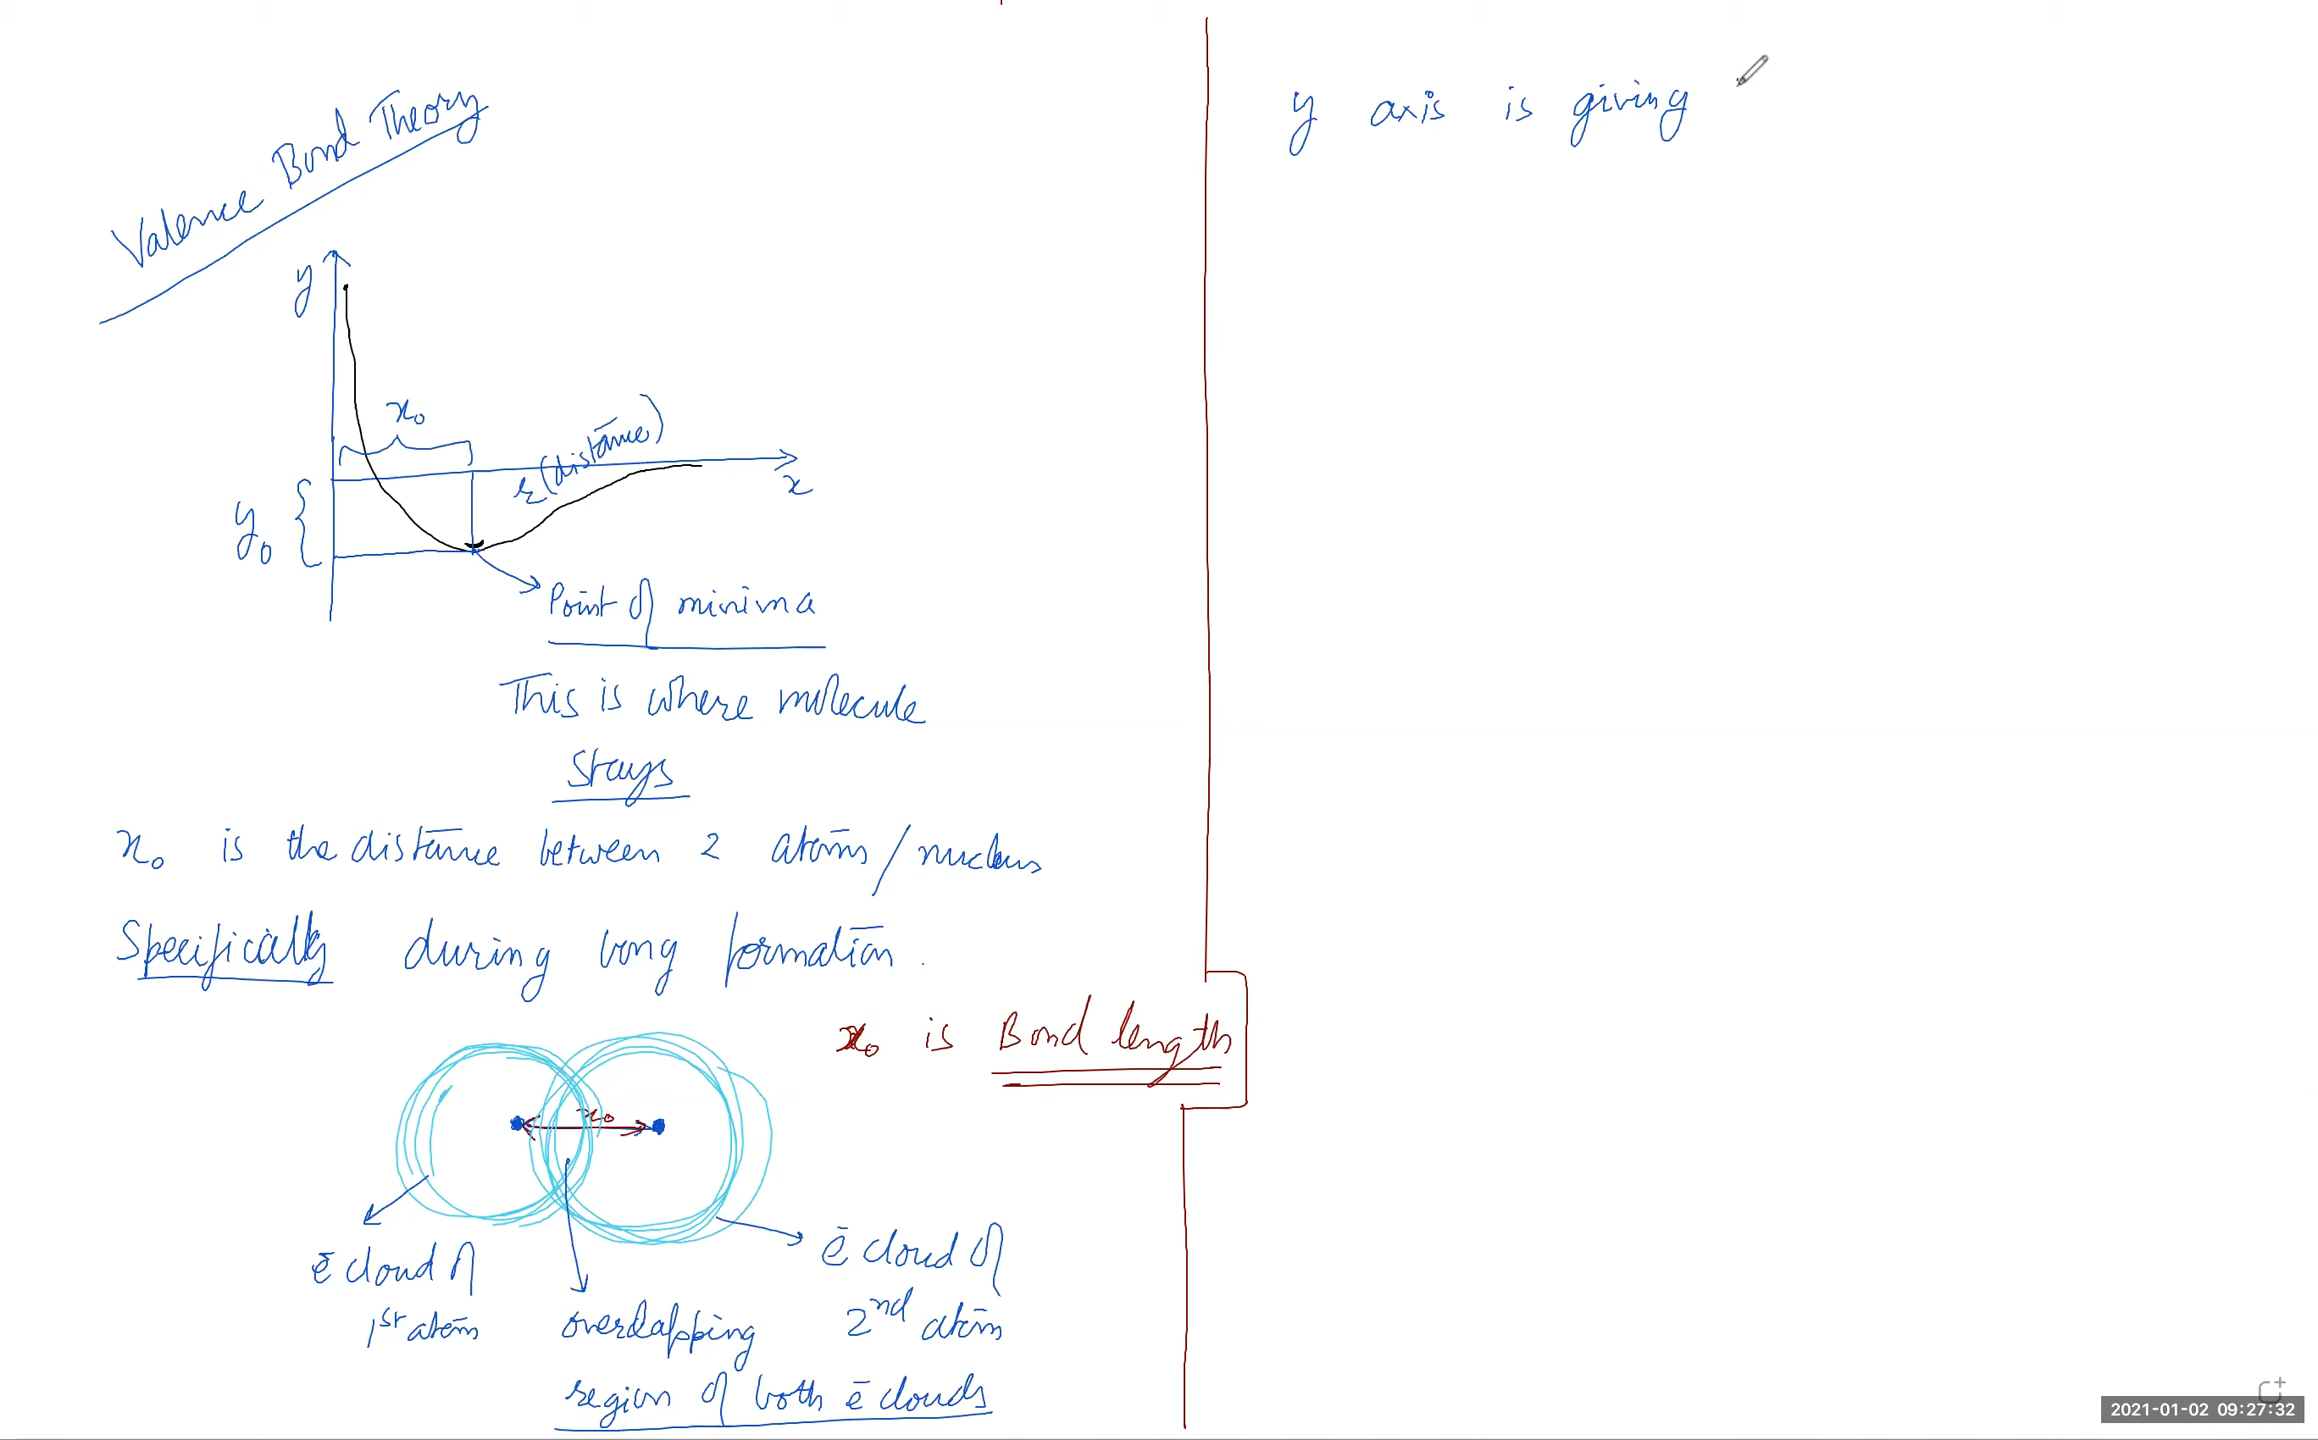 Valence Bond Theory
y
x₀
r (distance)
x
y₀
Point of minima
This is where molecule
stays
x₀ is the distance between 2 atoms/nucleus
Specifically during bong formation.
x₀ is Bond length
x₀
ē cloud of
1st atom
overlapping
region of both ē clouds
ē cloud of
2nd atom
y axis is giving
2021-01-02 09:27:32